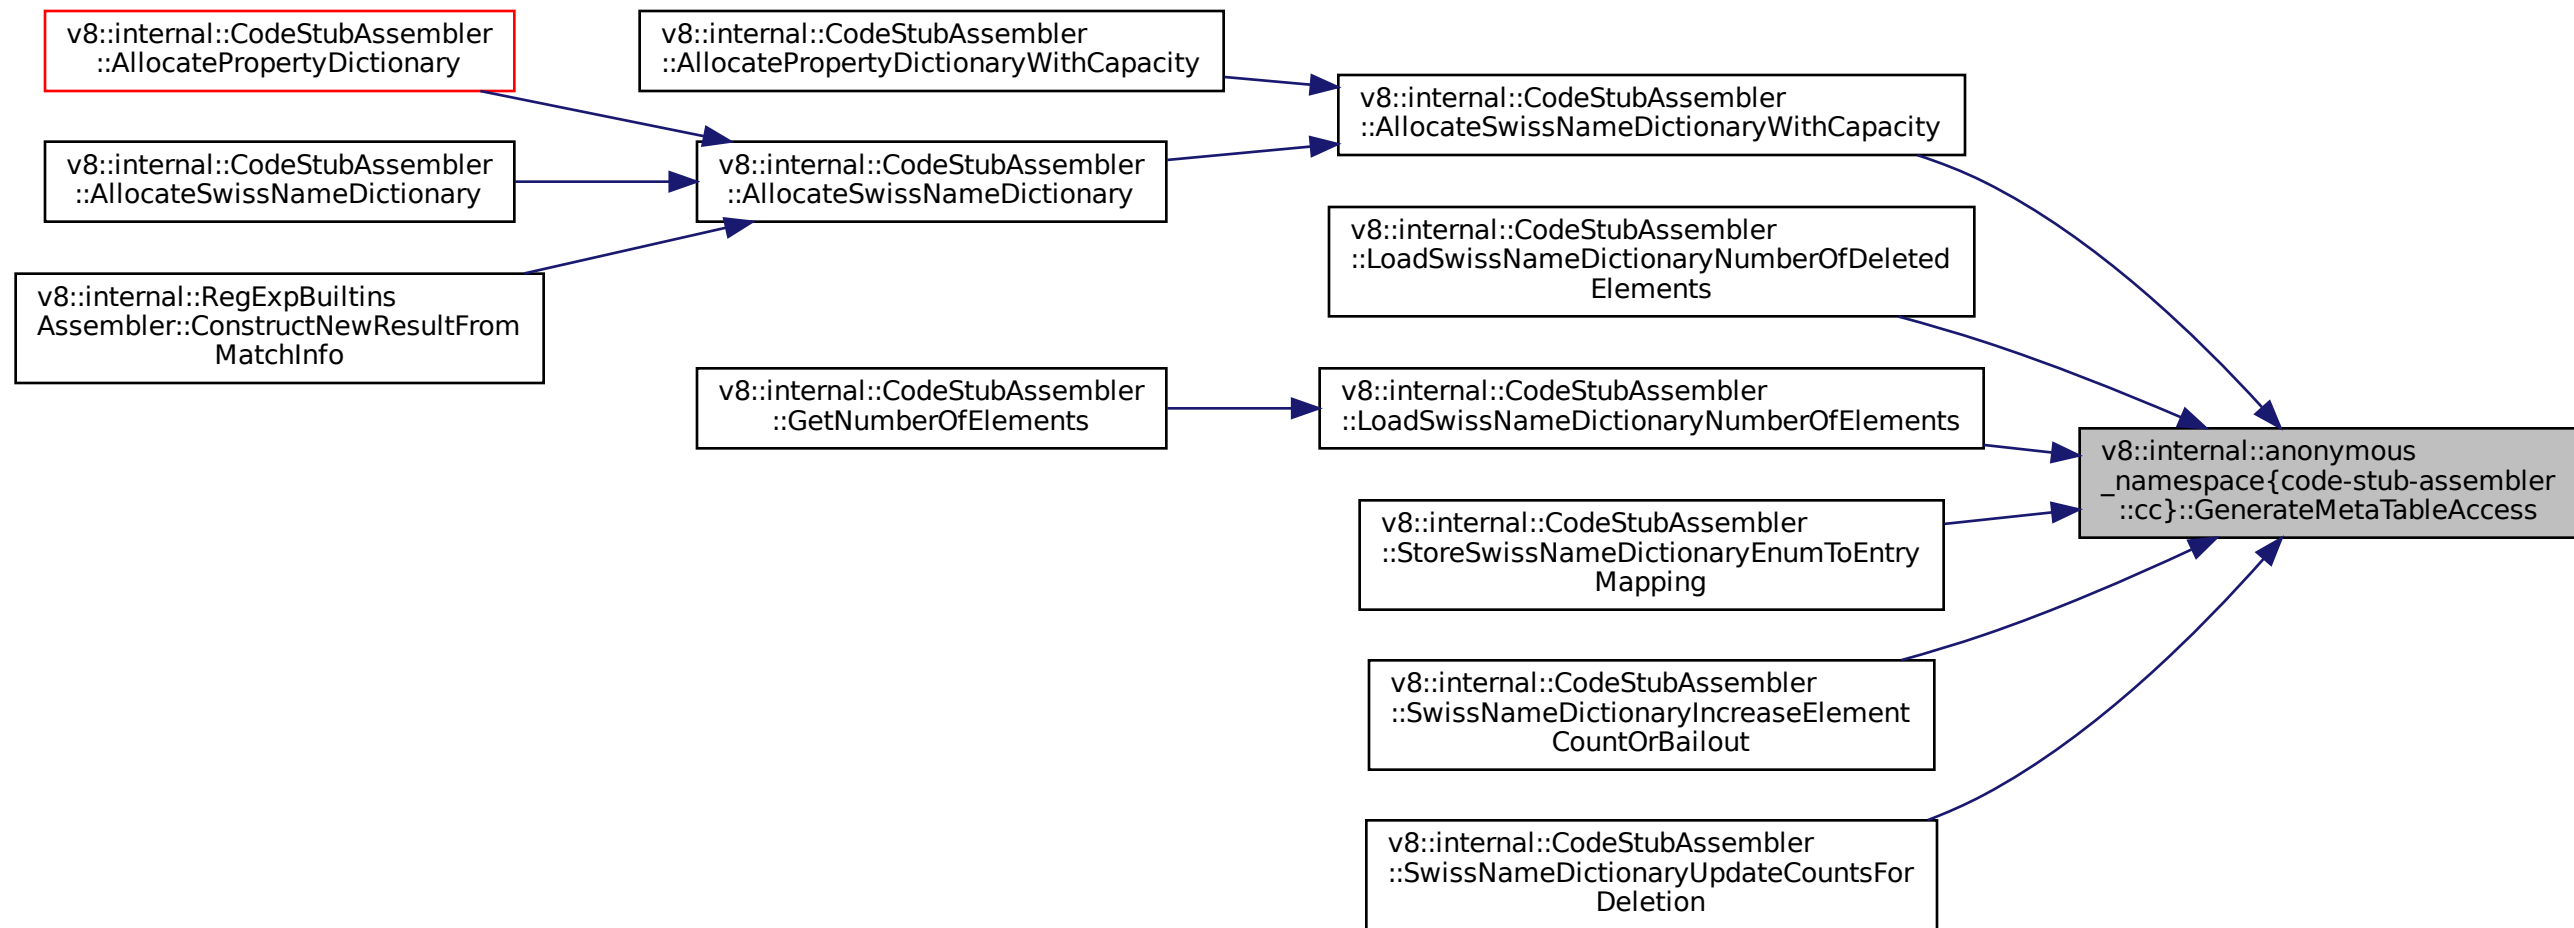 v8::internal::CodeStubAssembler
::AllocatePropertyDictionary
v8::internal::CodeStubAssembler
::AllocateSwissNameDictionary
v8::internal::RegExpBuiltins
Assembler::ConstructNewResultFrom
MatchInfo
v8::internal::CodeStubAssembler
::AllocatePropertyDictionaryWithCapacity
v8::internal::CodeStubAssembler
::AllocateSwissNameDictionary
v8::internal::CodeStubAssembler
::GetNumberOfElements
v8::internal::CodeStubAssembler
::AllocateSwissNameDictionaryWithCapacity
v8::internal::CodeStubAssembler
::LoadSwissNameDictionaryNumberOfDeleted
Elements
v8::internal::CodeStubAssembler
::LoadSwissNameDictionaryNumberOfElements
v8::internal::CodeStubAssembler
::StoreSwissNameDictionaryEnumToEntry
Mapping
v8::internal::CodeStubAssembler
::SwissNameDictionaryIncreaseElement
CountOrBailout
v8::internal::CodeStubAssembler
::SwissNameDictionaryUpdateCountsFor
Deletion
v8::internal::anonymous
_namespace{code-stub-assembler
::cc}::GenerateMetaTableAccess